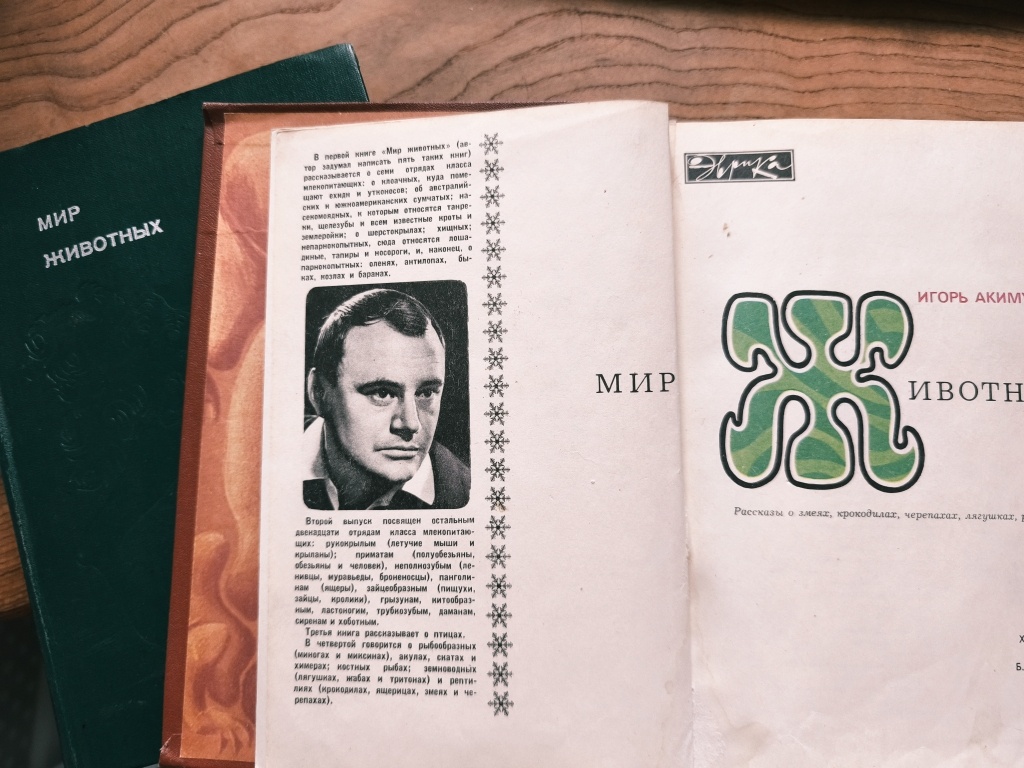 МИР
ЖИВОТНЫХ
В первой книге «Мир животных» (ав-
тор задумал написать пять таких книг)
рассказывается о семи отрядах класса
млекопитающих: о клоачных, куда поме-
щают ехидн и утконосов; об австралий-
ских и южноамериканских сумчатых; на-
секомоядных, к которым относятся танре-
ки, щелезубы и всем известные кроты и
землеройки; о шерстокрылах; хищных;
непарнокопытных, сюда относятся лоша-
диные, тапиры и носороги, и, наконец, о
парнокопытных: оленях, антилопах, бы-
ках, козлах и баранах.
Второй выпуск посвящен остальным
двенадцати отрядам класса млекопитаю-
щих: рукокрылым (летучие мыши и
крыланы); приматам (полуобезьяны,
обезьяны и человек), неполнозубым (ле-
нивцы, муравьеды, броненосцы), панголи-
нам (ящеры), зайцеобразным (пищухи,
зайцы, кролики), грызунам, китообраз-
ным, ластоногим, трубкозубым, даманам,
сиренам и хоботным.
Третья книга рассказывает о птицах.
В четвертой говорится о рыбообразных
(миногах и миксинах), акулах, скатах и
химерах; костных рыбах; земноводных
(лягушках, жабах и тритонах) и репти-
лиях (крокодилах, ящерицах, змеях и че-
репахах).
Эврика
ИГОРЬ АКИМУ
МИР ЖИВОТН
Рассказы о змеях, крокодилах, черепахах, лягушках, р
Х
Б.